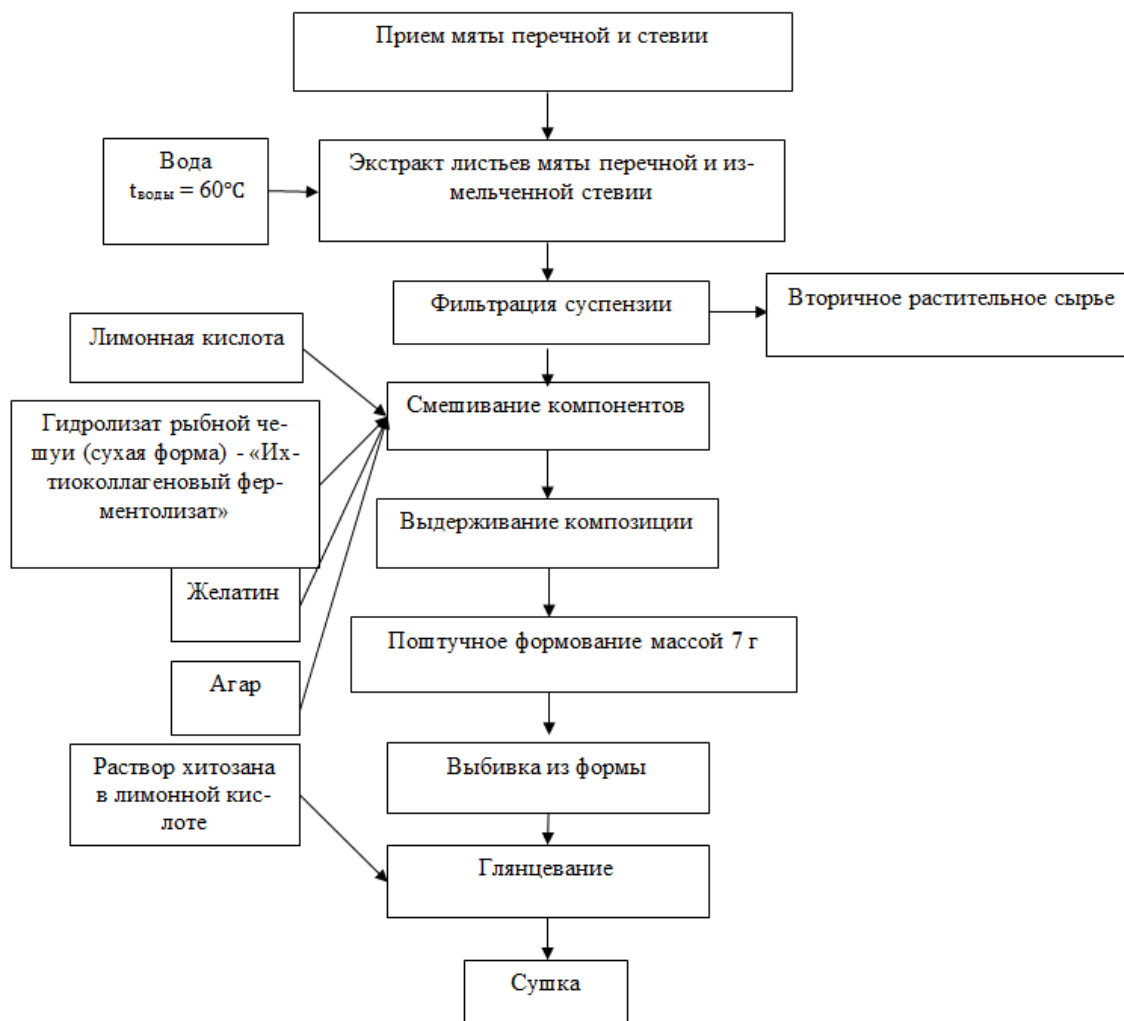 Прием мяты перечной и стевии
Вода
tводы = 60°C
Экстракт листьев мяты перечной и из-
мельченной стевии
Фильтрация суспензии
Вторичное растительное сырье
Лимонная кислота
Смешивание компонентов
Гидролизат рыбной че-
шуи (сухая форма) - «Их-
тиоколлагеновый фер-
ментолизат»
Выдерживание композиции
Желатин
Поштучное формование массой 7 г
Агар
Раствор хитозана
в лимонной кис-
лоте
Выбивка из формы
Глянцевание
Сушка